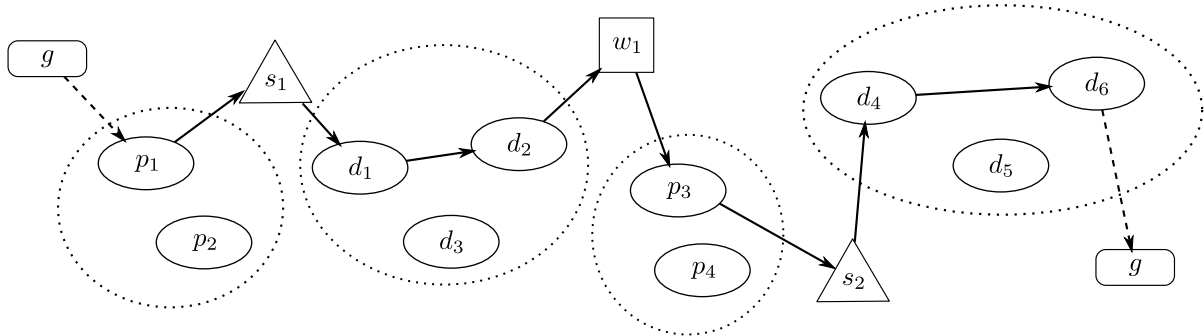 g
p₁
p₂
s₁
d₁
d₂
d₃
w₁
p₃
p₄
s₂
d₄
d₅
d₆
g